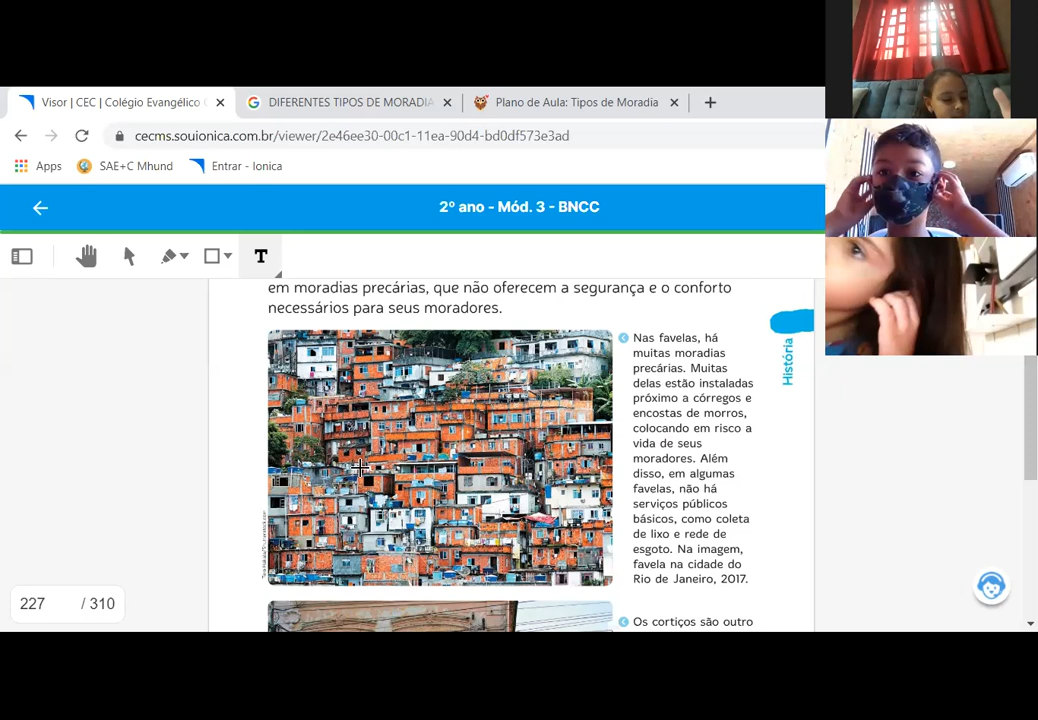 Visor | CEC | Colégio Evangélico
DIFERENTES TIPOS DE MORADIA
Plano de Aula: Tipos de Moradia
cecms.souionica.com.br/viewer/2e46ee30-00c1-11ea-90d4-bd0df573e3ad
Apps
SAE+C Mhund
Entrar - Ionica
2º ano - Mód. 3 - BNCC
T
em moradias precárias, que não oferecem a segurança e o conforto
necessários para seus moradores.
História
Nas favelas, há
muitas moradias
precárias. Muitas
delas estão instaladas
próximo a córregos e
encostas de morros,
colocando em risco a
vida de seus
moradores. Além
disso, em algumas
favelas, não há
serviços públicos
básicos, como coleta
de lixo e rede de
esgoto. Na imagem,
favela na cidade do
Rio de Janeiro, 2017.
227 / 310
Os cortiços são outro